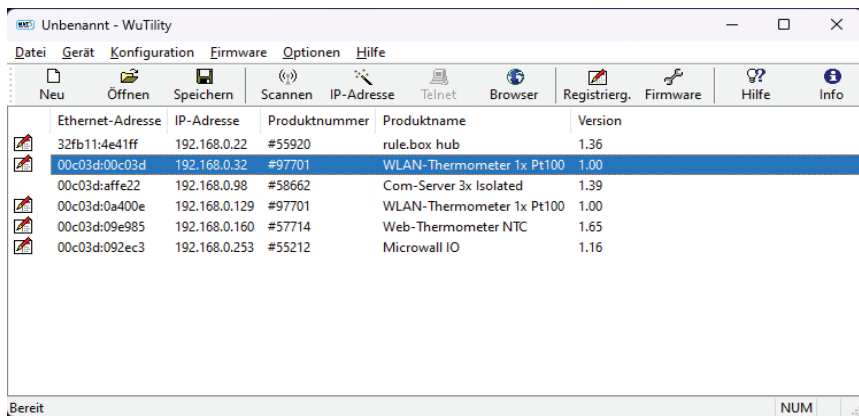 W&T Unbenannt - WuTility
Datei Gerät Konfiguration Firmware Optionen Hilfe
Neu Öffnen Speichern Scannen IP-Adresse Telnet Browser Registrierg. Firmware Hilfe Info
Ethernet-Adresse IP-Adresse Produktnummer Produktname Version
32fb11:4e41ff 192.168.0.22 #55920 rule.box hub 1.36
00c03d:00c03d 192.168.0.32 #97701 WLAN-Thermometer 1x Pt100 1.00
00c03d:affe22 192.168.0.98 #58662 Com-Server 3x Isolated 1.39
00c03d:0a400e 192.168.0.129 #97701 WLAN-Thermometer 1x Pt100 1.00
00c03d:09e985 192.168.0.160 #57714 Web-Thermometer NTC 1.65
00c03d:092ec3 192.168.0.253 #55212 Microwall IO 1.16
Bereit NUM